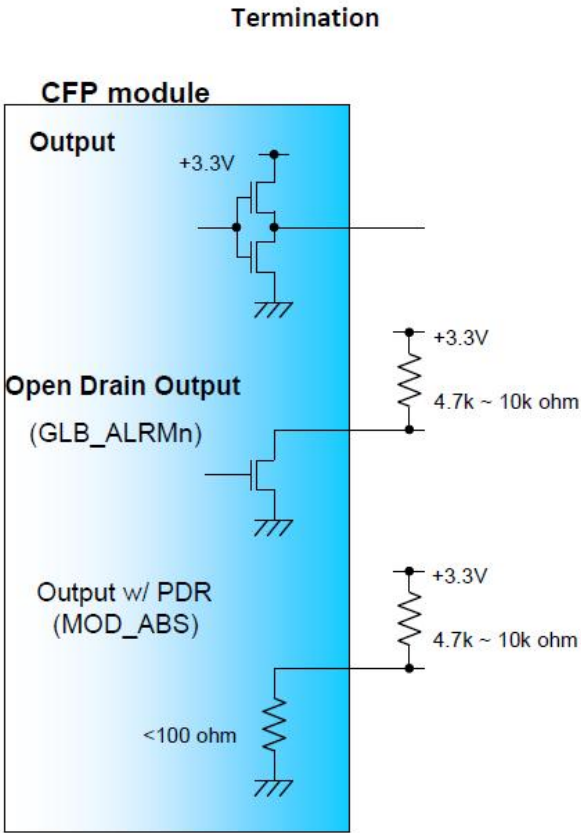 Termination
CFP module
Output
+3.3V
+3.3V
Open Drain Output
4.7k ~ 10k ohm
(GLB_ALRMn)
+3.3V
Output w/ PDR
(MOD_ABS)
4.7k ~ 10k ohm
<100 ohm